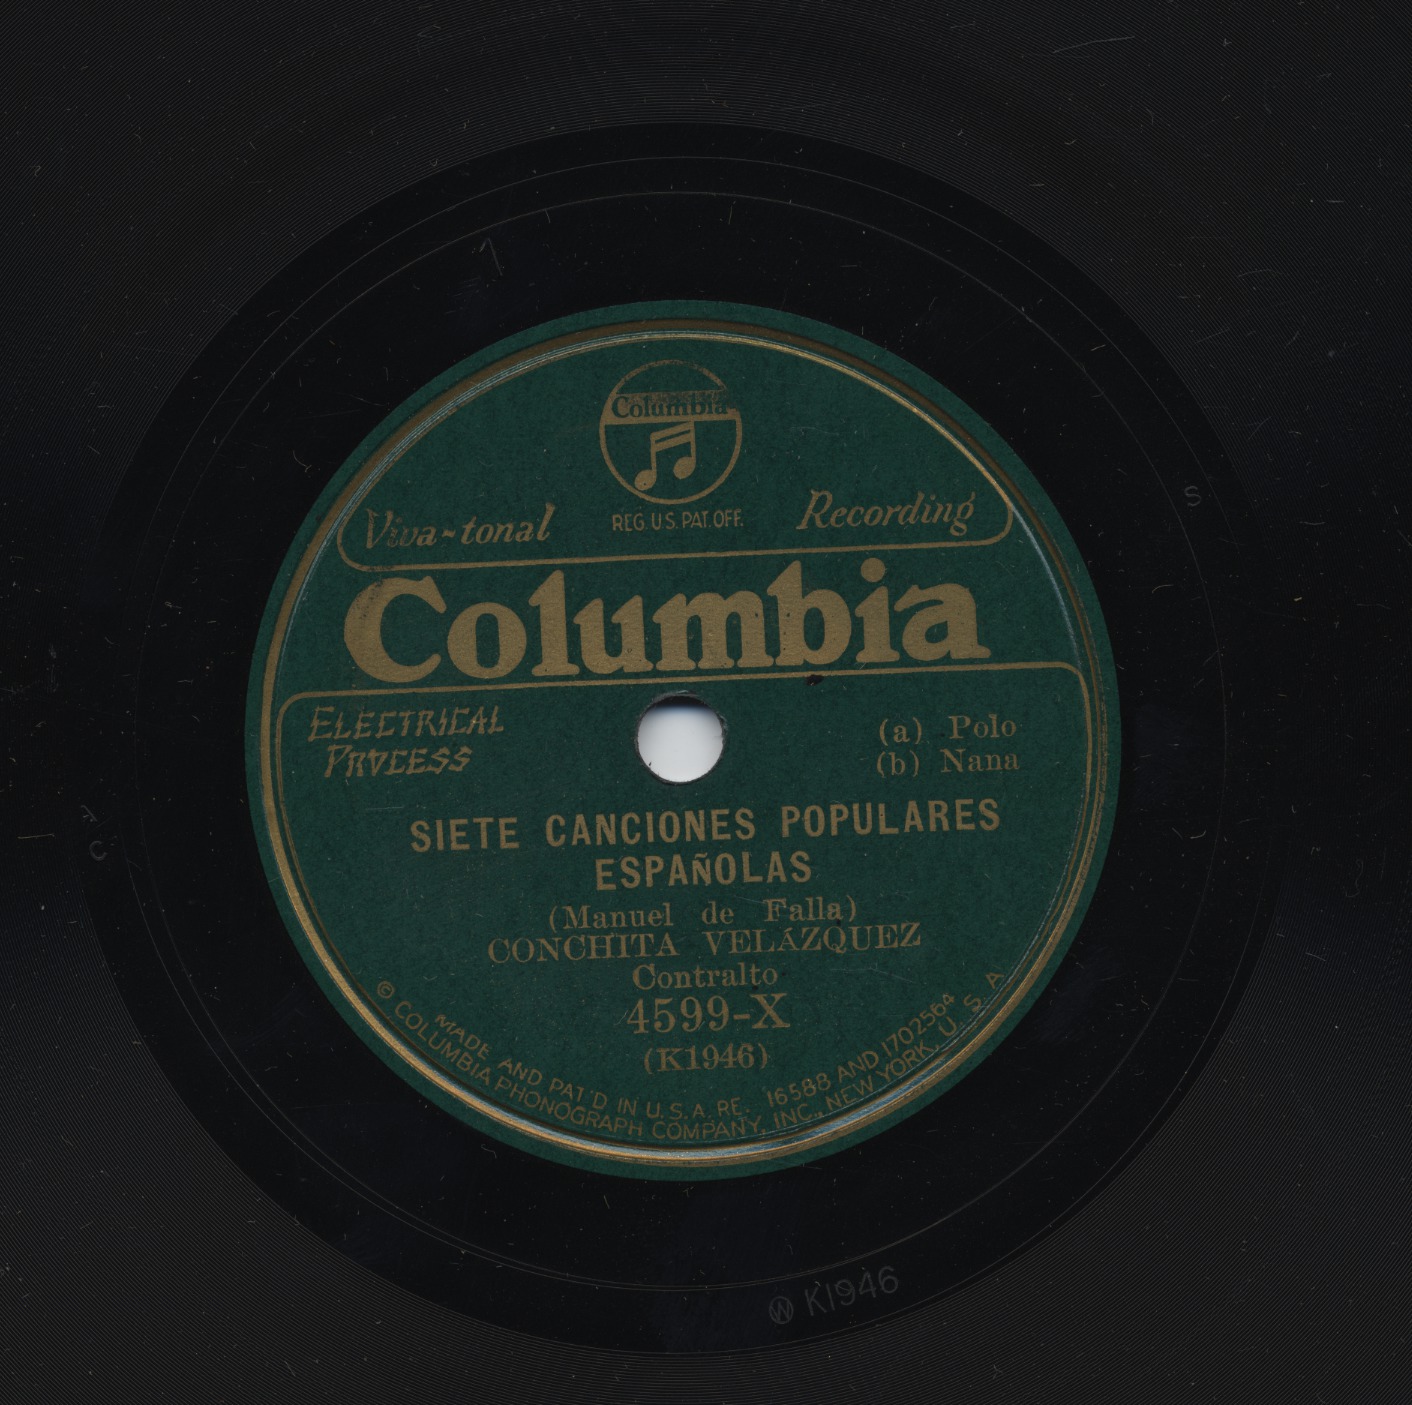 Columbia
REG. U.S. PAT. OFF.
Viva-tonal Recording
Columbia
ELECTRICAL
PROCESS
(a) Polo
(b) Nana
SIETE CANCIONES POPULARES
ESPAÑOLAS
(Manuel de Falla)
CONCHITA VELÁZQUEZ
Contralto
4599-X
(K1946)
MADE AND PAT'D IN U.S.A. RE. 16588 AND 1702564
© COLUMBIA PHONOGRAPH COMPANY, INC., NEW YORK, U. S. A
1
S
C
W K1946